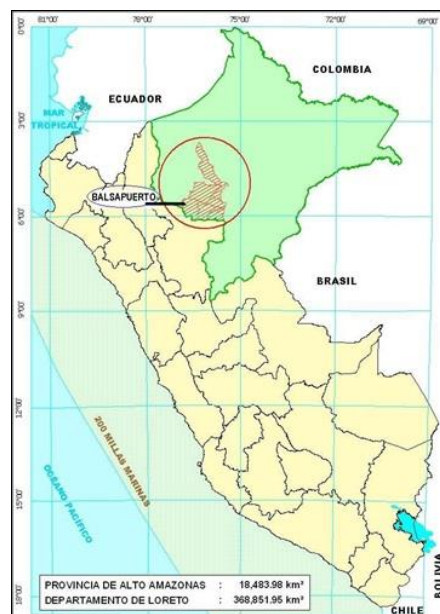 81°00'
78°00'
75°00'
72°00'
69°00'
0°00'
COLOMBIA
ECUADOR
MAR
TROPICAL
3°00'
BALSAPUERTO
6°00'
BRASIL
9°00'
12°00'
200 MILLAS MARINAS
OCEANO PACIFICO
15°00'
BOLIVIA
18°00'
PROVINCIA DE ALTO AMAZONAS : 18,483.98 km²
DEPARTAMENTO DE LORETO : 368,851.95 km²
CHILE